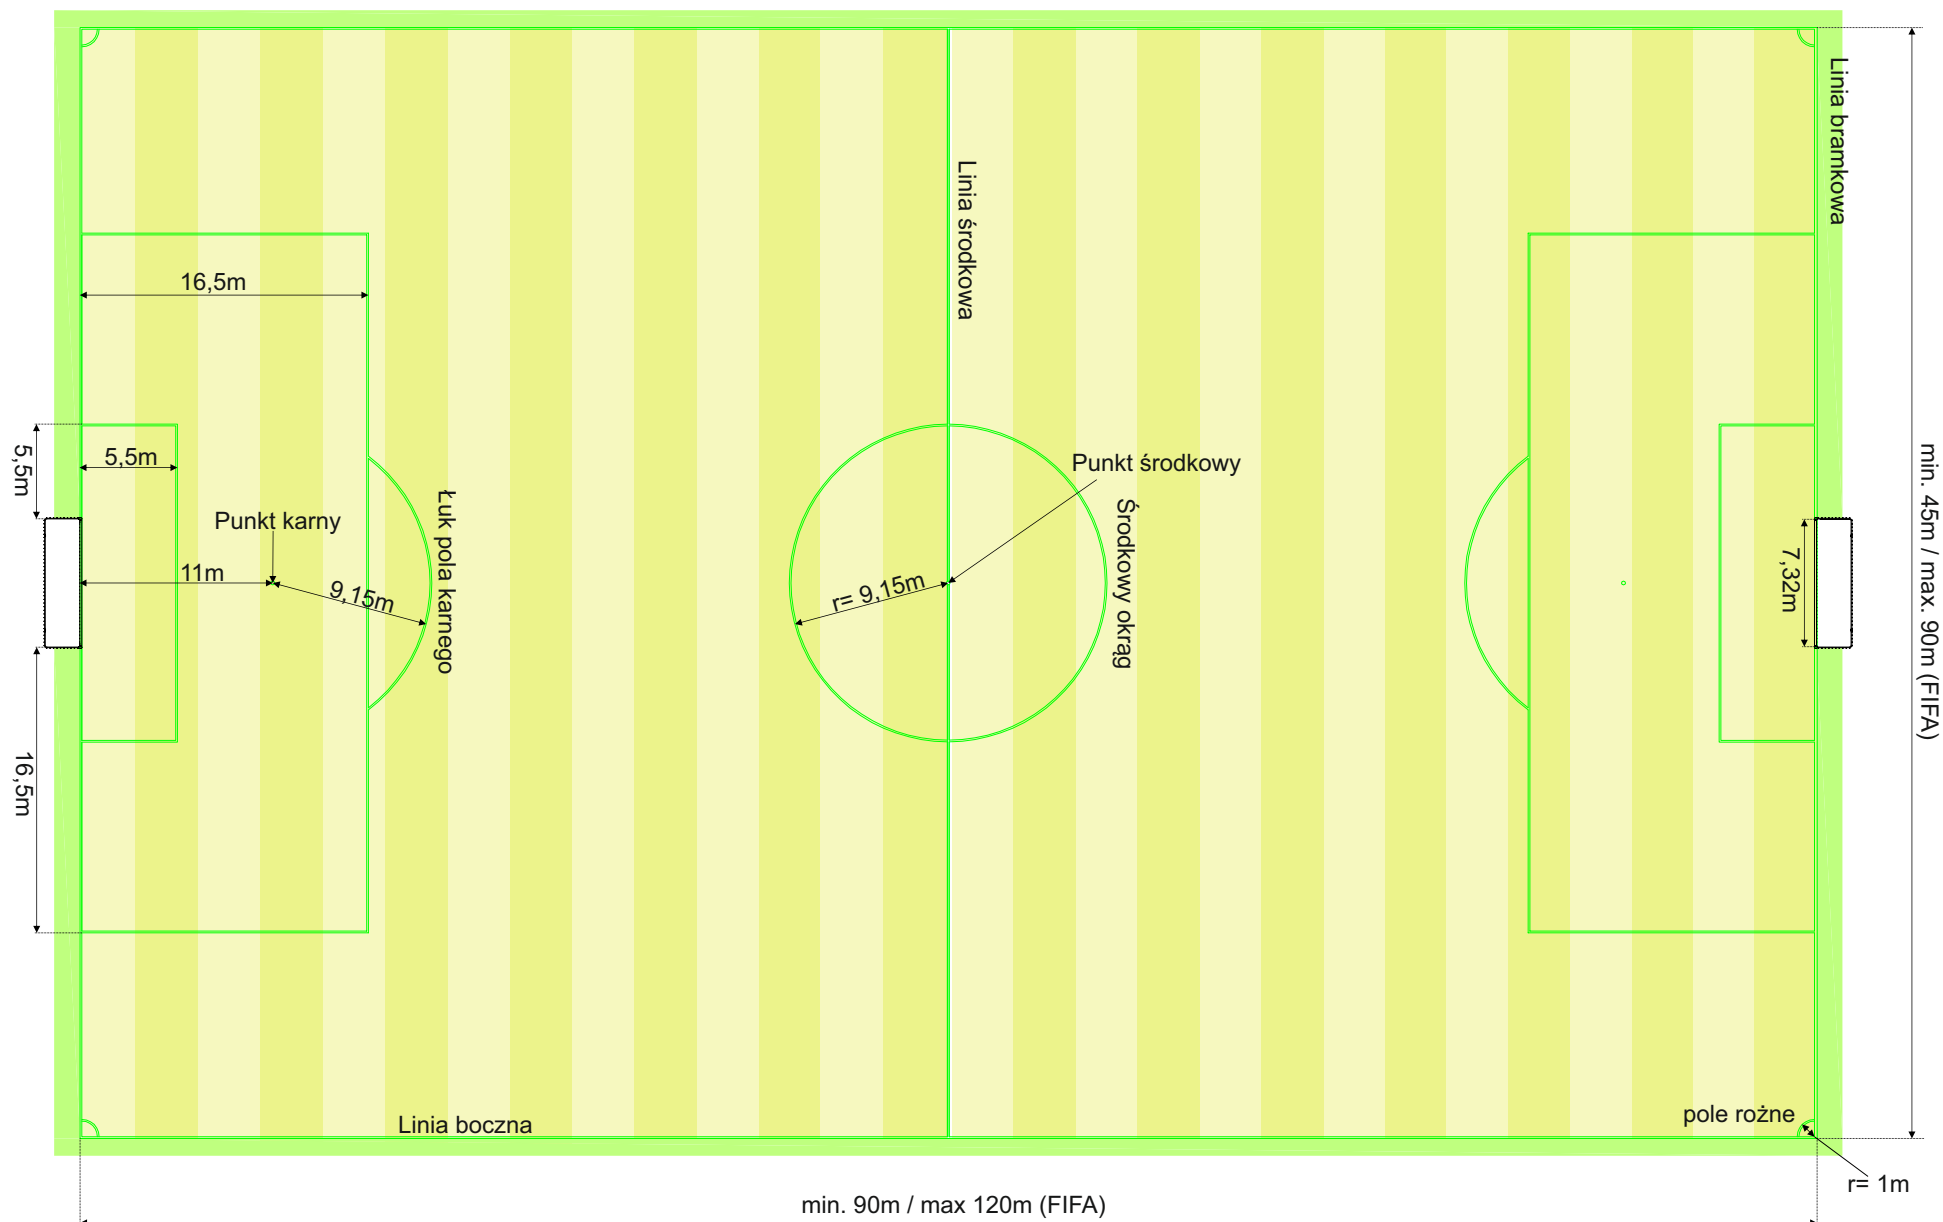 Linia bramkowa
Linia środkowa
16,5m
5,5m
5,5m
Punkt karny
11m
9,15m
Łuk pola karnego
Punkt środkowy
r= 9,15m
Środkowy okrąg
7,32m
min. 45m / max. 90m (FIFA)
16,5m
Linia boczna
pole rożne
r= 1m
min. 90m / max 120m (FIFA)